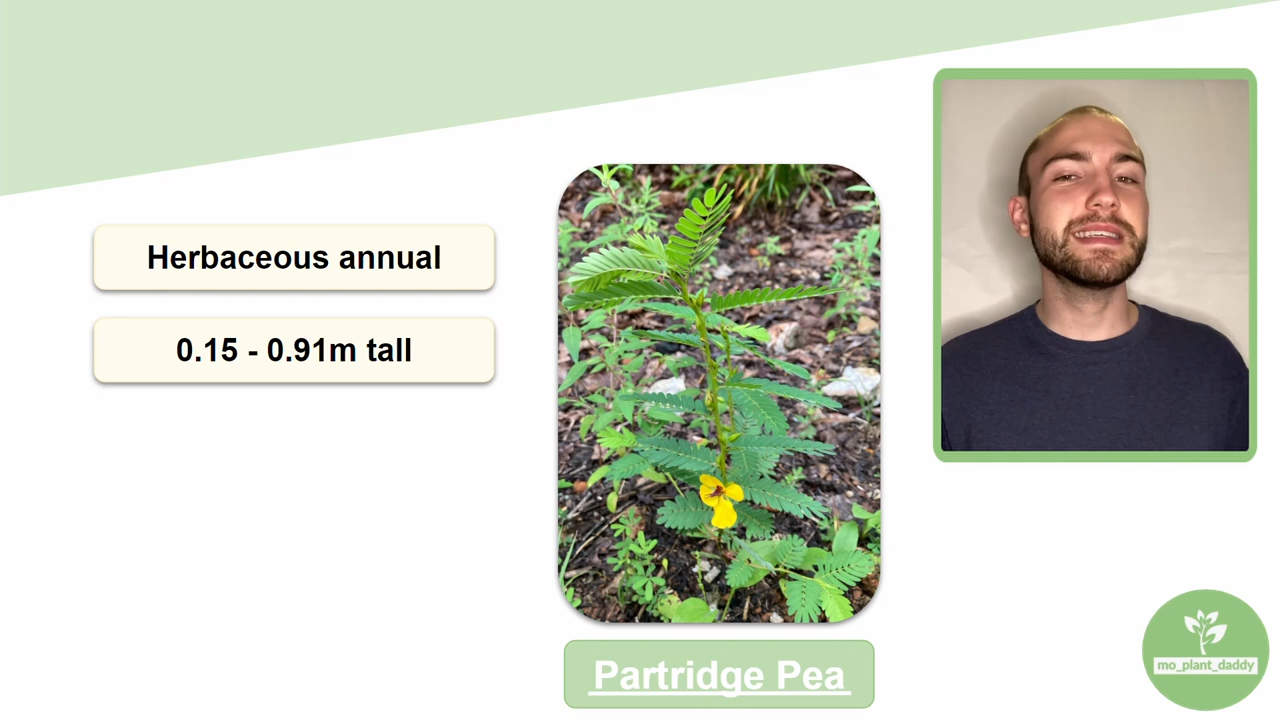 Herbaceous annual
0.15 - 0.91m tall
Partridge Pea
mo_plant_daddy